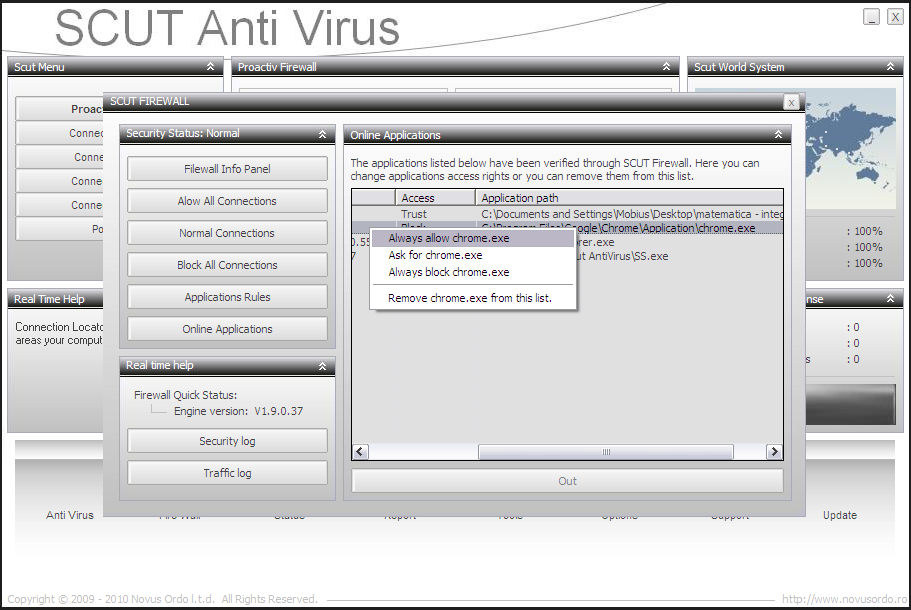 SCUT Anti Virus
Scut Menu
Proactiv Firewall
Scut World System
Proac
Conne
Conne
Conne
Conne
Po
: 100%
: 100%
: 100%
Real Time Help
nse
Connection Locato
areas your comput
: 0
: 0
s : 0
SCUT FIREWALL
x
Security Status: Normal
Filewall Info Panel
Alow All Connections
Normal Connections
Block All Connections
Applications Rules
Online Applications
Real time help
Firewall Quick Status:
Engine version: V1.9.0.37
Security log
Traffic log
Online Applications
The applications listed below have been verified through SCUT Firewall. Here you can
change applications access rights or you can remove them from this list.
Access Application path
Trust C:\Documents and Settings\Mobius\Desktop\matematica - integ
Block C:\Program Files\Google\Chrome\Application\chrome.exe
0.55 rer.exe
7 ut AntiVirus\SS.exe
Always allow chrome.exe
Ask for chrome.exe
Always block chrome.exe
Remove chrome.exe from this list.
Out
Anti Virus Fire Wall Status Report Tools Options Support Update
Copyright © 2009 - 2010 Novus Ordo l.t.d. All Rights Reserved.
http://www.novusordo.ro